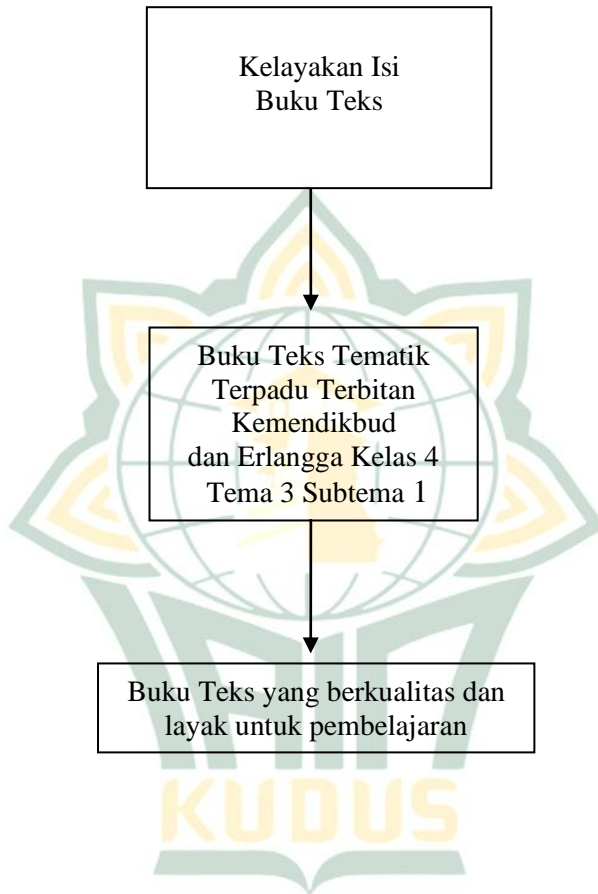 Kelayakan Isi
Buku Teks
Buku Teks Tematik
Terpadu Terbitan
Kemendikbud
dan Erlangga Kelas 4
Tema 3 Subtema 1
Buku Teks yang berkualitas dan
layak untuk pembelajaran
IAIN
KUDUS